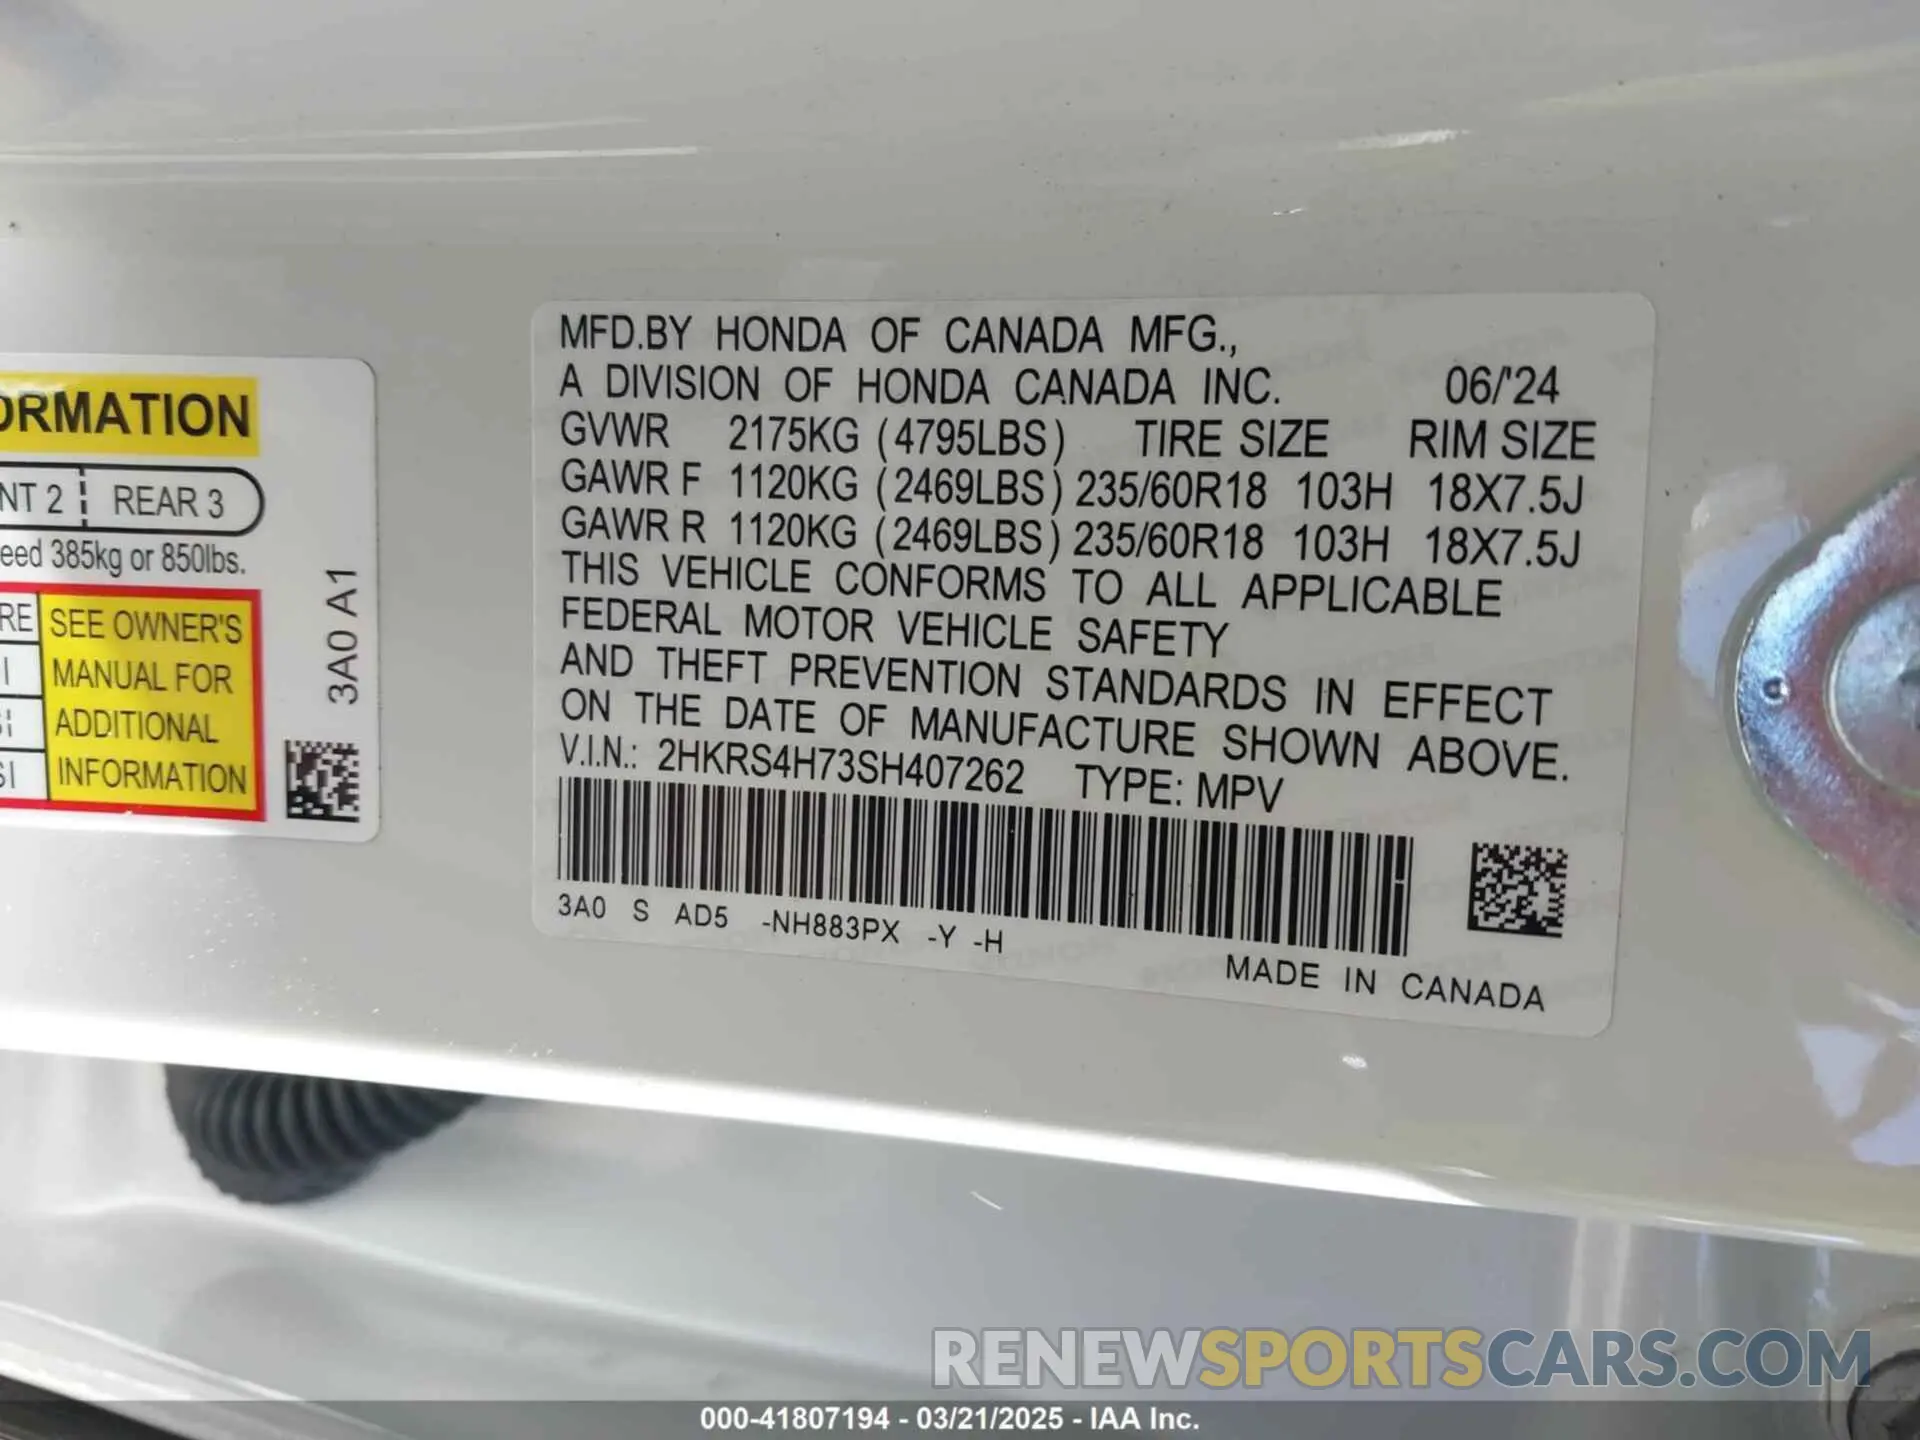 ORMATION
NT 2 REAR 3
eed 385kg or 850lbs.
RE
SEE OWNER'S
MANUAL FOR
ADDITIONAL
INFORMATION
3A0 A1
MFD.BY HONDA OF CANADA MFG.,
A DIVISION OF HONDA CANADA INC. 06/'24
GVWR 2175KG (4795LBS) TIRE SIZE RIM SIZE
GAWR F 1120KG (2469LBS) 235/60R18 103H 18X7.5J
GAWR R 1120KG (2469LBS) 235/60R18 103H 18X7.5J
THIS VEHICLE CONFORMS TO ALL APPLICABLE
FEDERAL MOTOR VEHICLE SAFETY
AND THEFT PREVENTION STANDARDS IN EFFECT
ON THE DATE OF MANUFACTURE SHOWN ABOVE.
V.I.N.: 2HKRS4H73SH407262 TYPE: MPV
3A0 S AD5 -NH883PX -Y -H
MADE IN CANADA
RENEWSPORTSCARS.COM
000-41807194 - 03/21/2025 - IAA Inc.